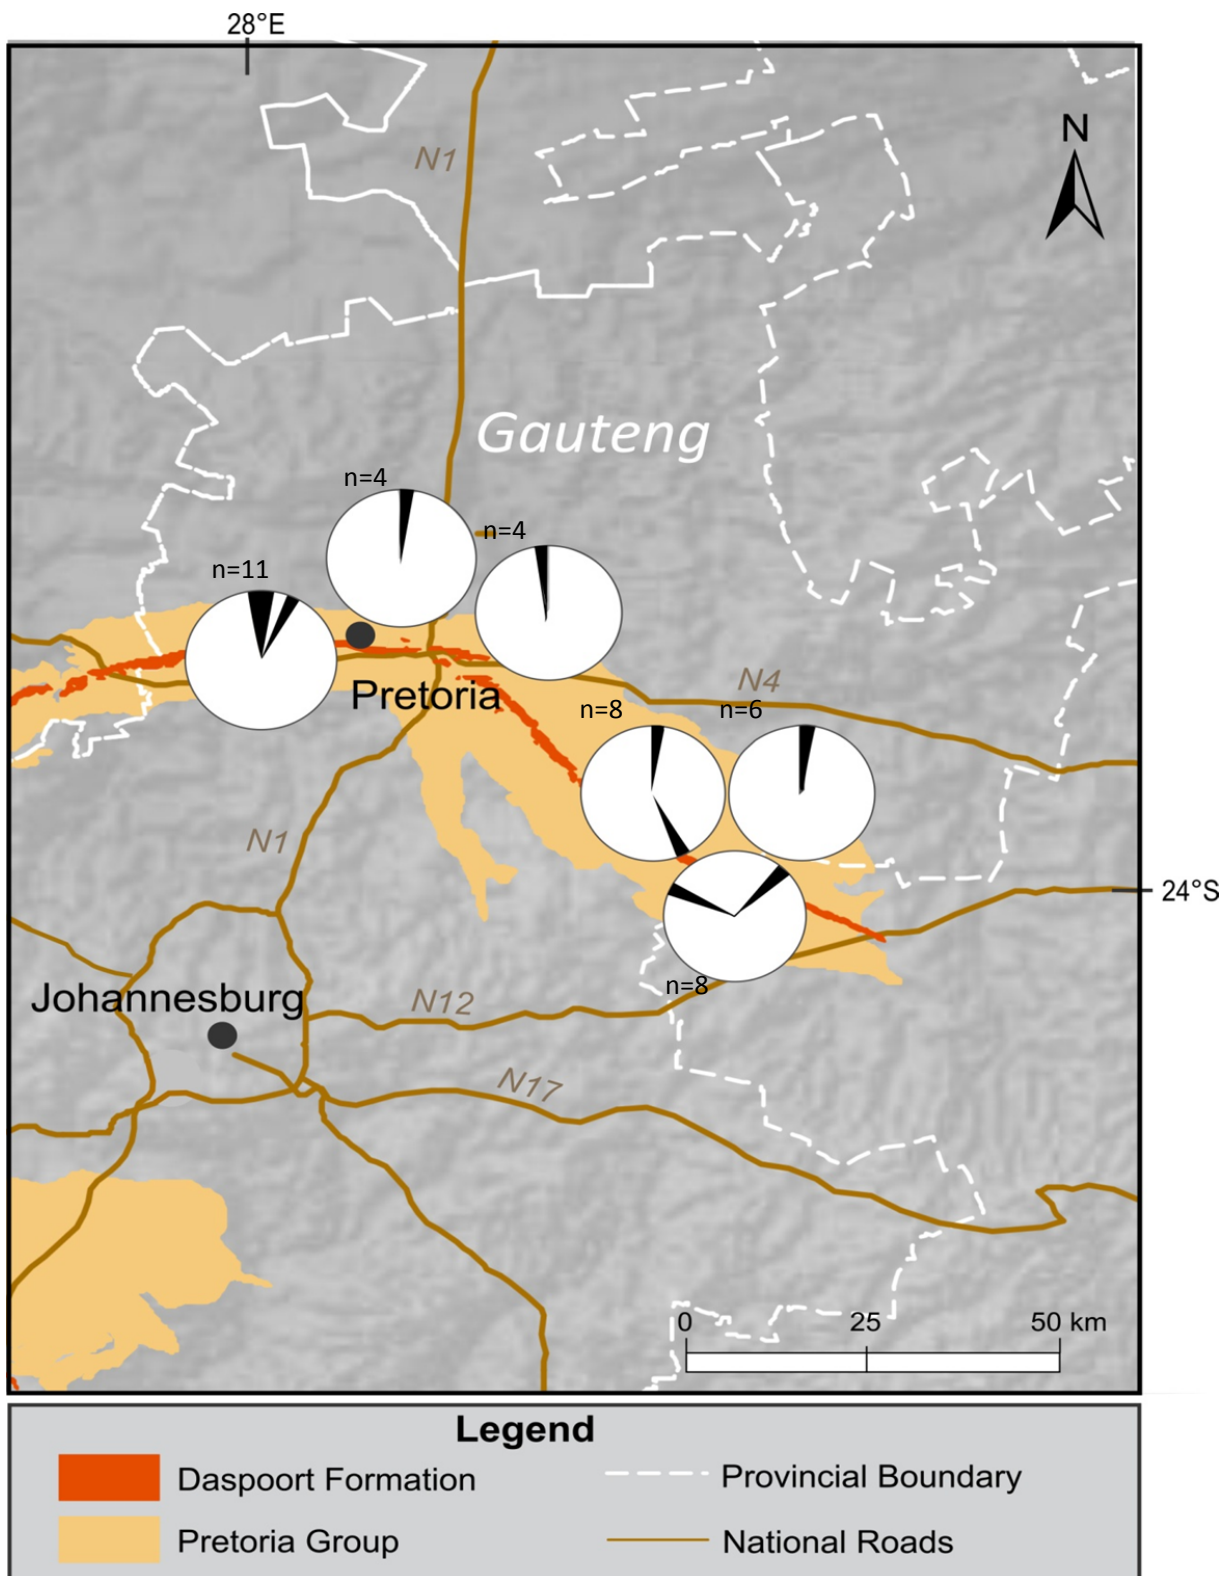 28°E
N
N1
Gauteng
n=4
n=4
n=11
Pretoria
N4
n=8
n=6
N1
24°S
n=8
Johannesburg
N12
N17
0 25 50 km
Legend
Daspoort Formation
Provincial Boundary
Pretoria Group
National Roads